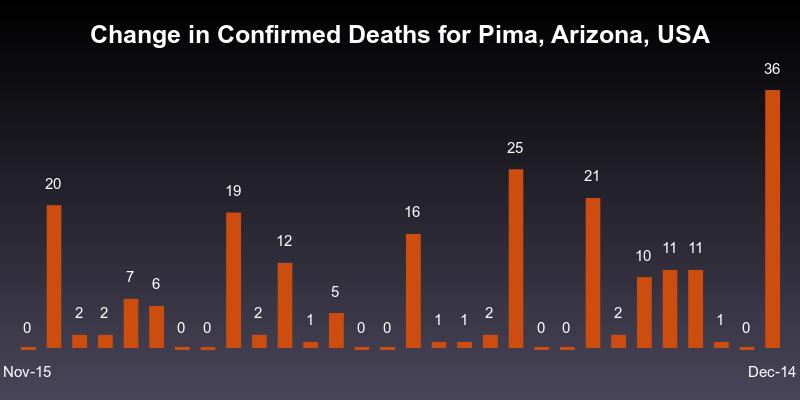 Change in Confirmed Deaths for Pima, Arizona, USA
0 20 2 2 7 6 0 0 19 2 12 1 5 0 0 16 1 1 2 25 0 0 21 2 10 11 11 1 0 36
Nov-15 Dec-14